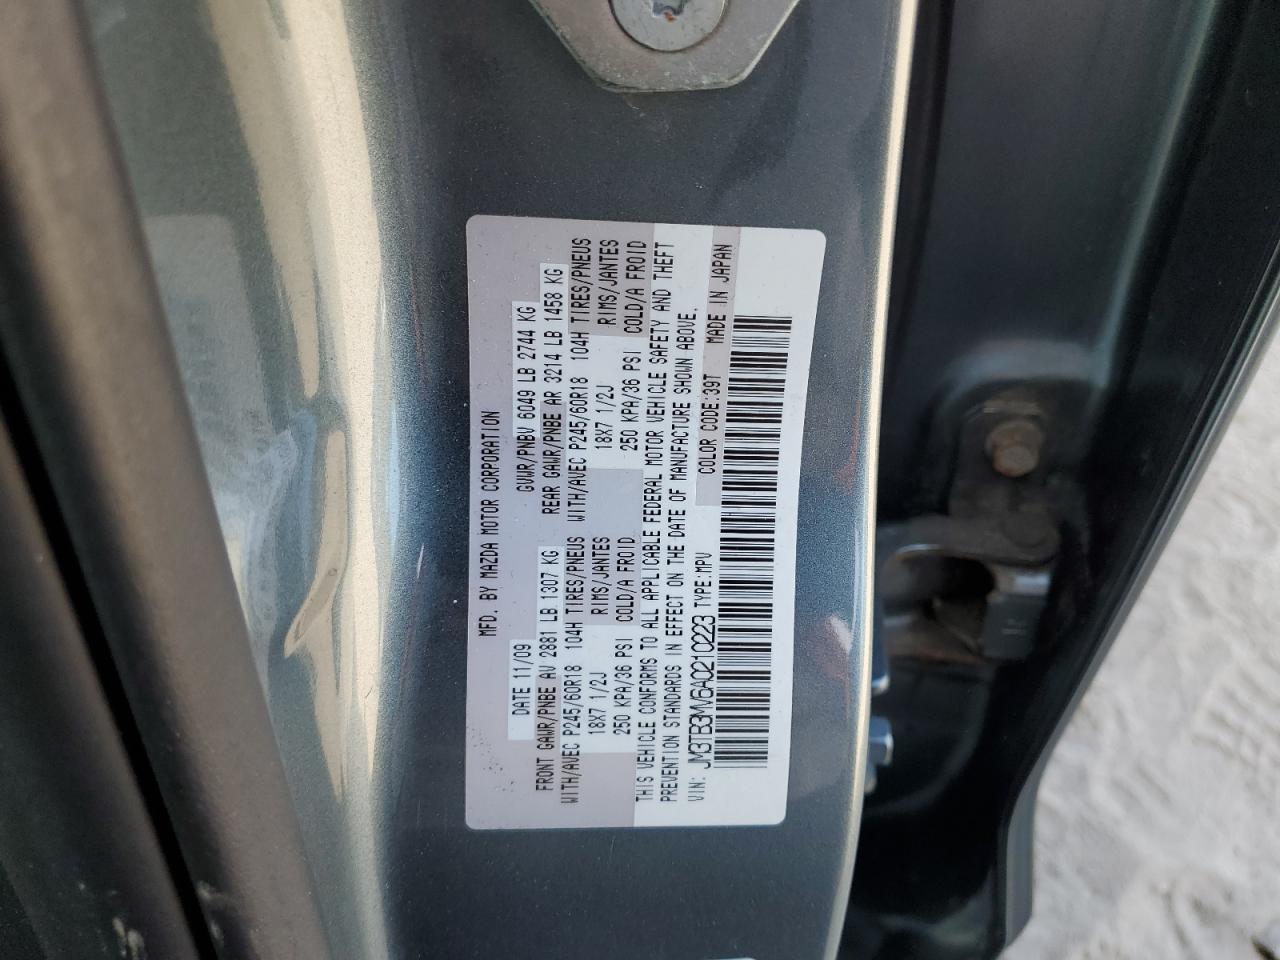 MFD. BY MAZDA MOTOR CORPORATION
DATE 11/09 GVWR/PNBV 6049 LB 2744 KG
FRONT GAWR/PNBE AV 2881 LB 1307 KG REAR GAWR/PNBE AR 3214 LB 1458 KG
WITH/AVEC P245/60R18 104H TIRES/PNEUS WITH/AVEC P245/60R18 104H TIRES/PNEUS
18X7 1/2J RIMS/JANTES 18X7 1/2J RIMS/JANTES
250 KPA/36 PSI COLD/A FROID 250 KPA/36 PSI COLD/A FROID
THIS VEHICLE CONFORMS TO ALL APPLICABLE FEDERAL MOTOR VEHICLE SAFETY AND THEFT
PREVENTION STANDARDS IN EFFECT ON THE DATE OF MANUFACTURE SHOWN ABOVE.
VIN: JM3TB3MV6A0210223 TYPE:MPV COLOR CODE:39T MADE IN JAPAN